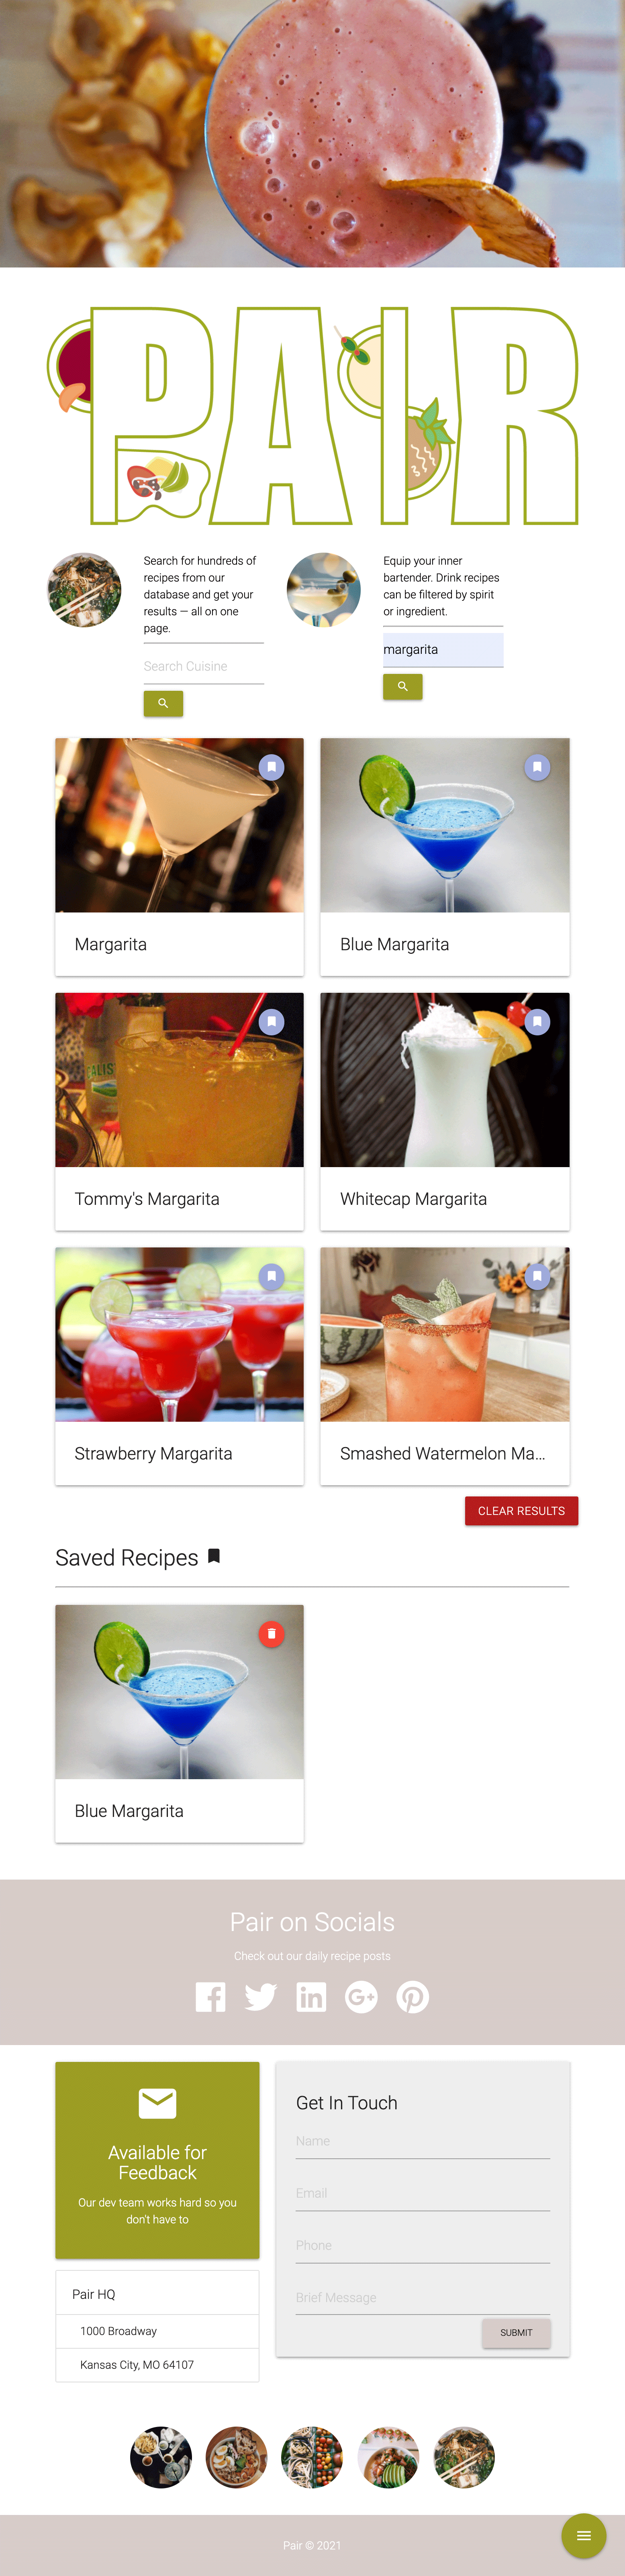 PAIR
Search for hundreds of
recipes from our
database and get your
results — all on one
page.
Search Cuisine
Equip your inner
bartender. Drink recipes
can be filtered by spirit
or ingredient.
margarita
Margarita
Blue Margarita
Tommy's Margarita
Whitecap Margarita
Strawberry Margarita
Smashed Watermelon Ma...
CLEAR RESULTS
Saved Recipes
Blue Margarita
Pair on Socials
Check out our daily recipe posts
Available for
Feedback
Our dev team works hard so you
don't have to
Pair HQ
1000 Broadway
Kansas City, MO 64107
Get In Touch
Name
Email
Phone
Brief Message
SUBMIT
Pair © 2021